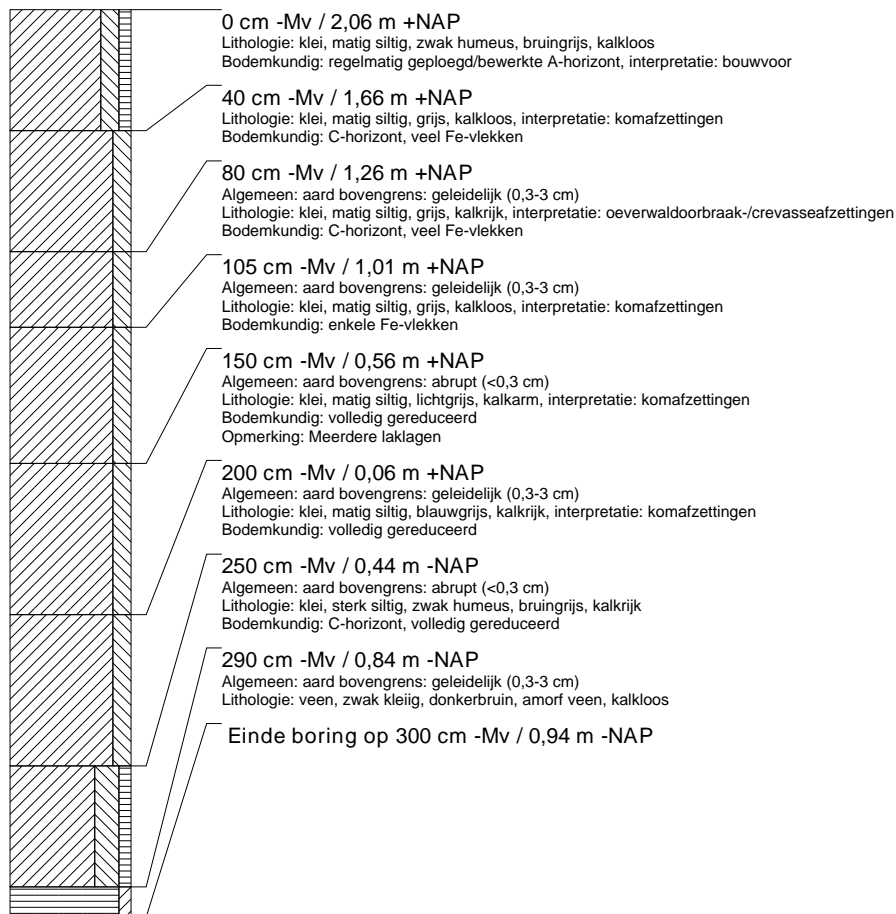 0 cm -Mv / 2,06 m +NAP
Lithologie: klei, matig siltig, zwak humeus, bruingrijs, kalkloos
Bodemkundig: regelmatig geploegd/bewerkte A-horizont, interpretatie: bouwvoor
40 cm -Mv / 1,66 m +NAP
Lithologie: klei, matig siltig, grijs, kalkloos, interpretatie: komafzettingen
Bodemkundig: C-horizont, veel Fe-vlekken
80 cm -Mv / 1,26 m +NAP
Algemeen: aard bovengrens: geleidelijk (0,3-3 cm)
Lithologie: klei, matig siltig, grijs, kalkrijk, interpretatie: oeverwaldoorbraak-/crevasseafzettingen
Bodemkundig: C-horizont, veel Fe-vlekken
105 cm -Mv / 1,01 m +NAP
Algemeen: aard bovengrens: geleidelijk (0,3-3 cm)
Lithologie: klei, matig siltig, grijs, kalkloos, interpretatie: komafzettingen
Bodemkundig: enkele Fe-vlekken
150 cm -Mv / 0,56 m +NAP
Algemeen: aard bovengrens: abrupt (<0,3 cm)
Lithologie: klei, matig siltig, lichtgrijs, kalkarm, interpretatie: komafzettingen
Bodemkundig: volledig gereduceerd
Opmerking: Meerdere laklagen
200 cm -Mv / 0,06 m +NAP
Algemeen: aard bovengrens: geleidelijk (0,3-3 cm)
Lithologie: klei, matig siltig, blauwgrijs, kalkrijk, interpretatie: komafzettingen
Bodemkundig: volledig gereduceerd
250 cm -Mv / 0,44 m -NAP
Algemeen: aard bovengrens: abrupt (<0,3 cm)
Lithologie: klei, sterk siltig, zwak humeus, bruingrijs, kalkrijk
Bodemkundig: C-horizont, volledig gereduceerd
290 cm -Mv / 0,84 m -NAP
Algemeen: aard bovengrens: geleidelijk (0,3-3 cm)
Lithologie: veen, zwak kleiig, donkerbruin, amorf veen, kalkloos
Einde boring op 300 cm -Mv / 0,94 m -NAP